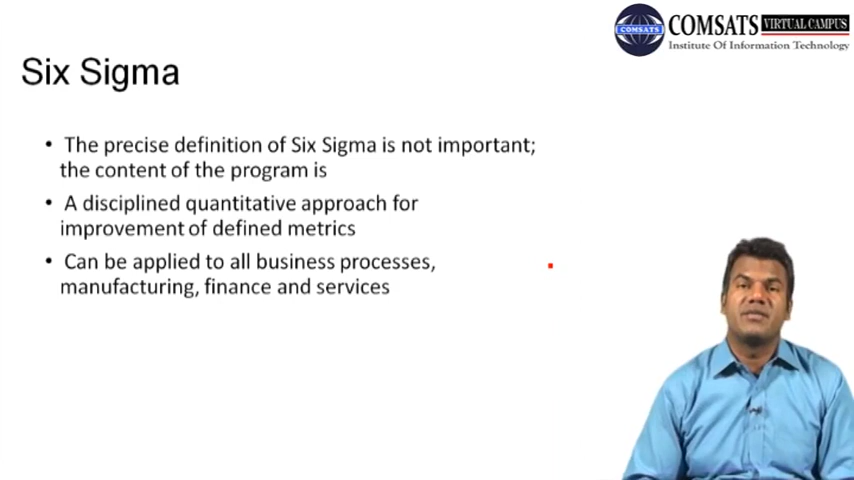 COMSATS VIRTUAL CAMPUS
COMSATS
Institute Of Information Technology
Six Sigma
• The precise definition of Six Sigma is not important;
the content of the program is
• A disciplined quantitative approach for
improvement of defined metrics
• Can be applied to all business processes,
manufacturing, finance and services